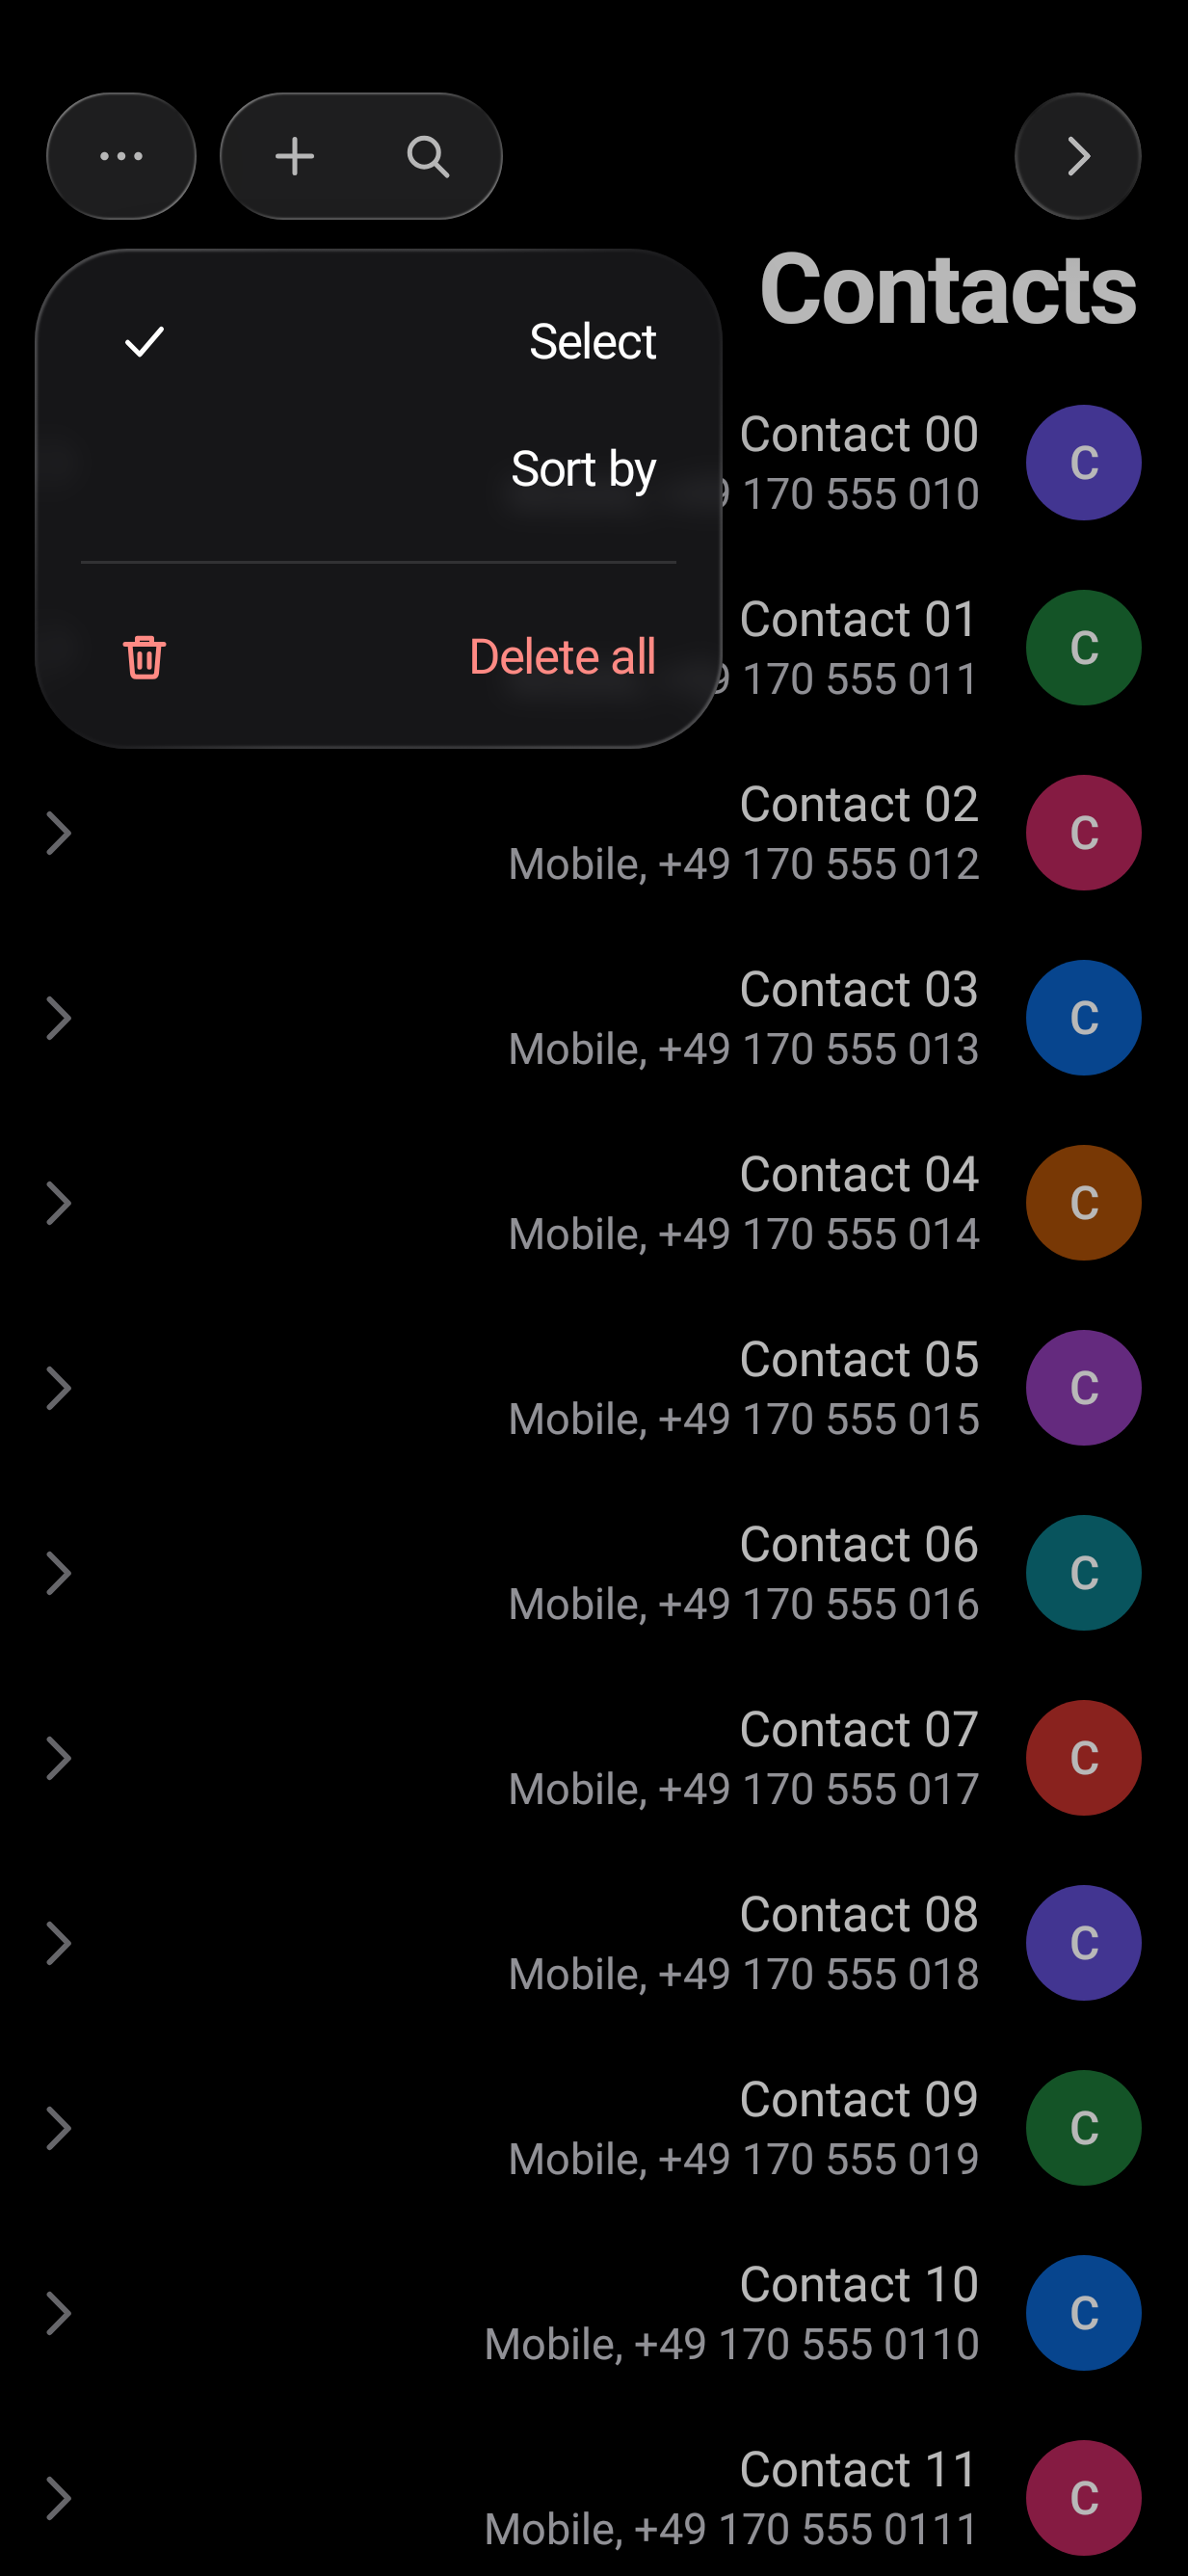 Contacts
Select
Sort by
Delete all
Contact 00
170 555 010
C
Contact 01
170 555 011
C
Contact 02
Mobile, +49 170 555 012
C
Contact 03
Mobile, +49 170 555 013
C
Contact 04
Mobile, +49 170 555 014
C
Contact 05
Mobile, +49 170 555 015
C
Contact 06
Mobile, +49 170 555 016
C
Contact 07
Mobile, +49 170 555 017
C
Contact 08
Mobile, +49 170 555 018
C
Contact 09
Mobile, +49 170 555 019
C
Contact 10
Mobile, +49 170 555 0110
C
Contact 11
Mobile, +49 170 555 0111
C